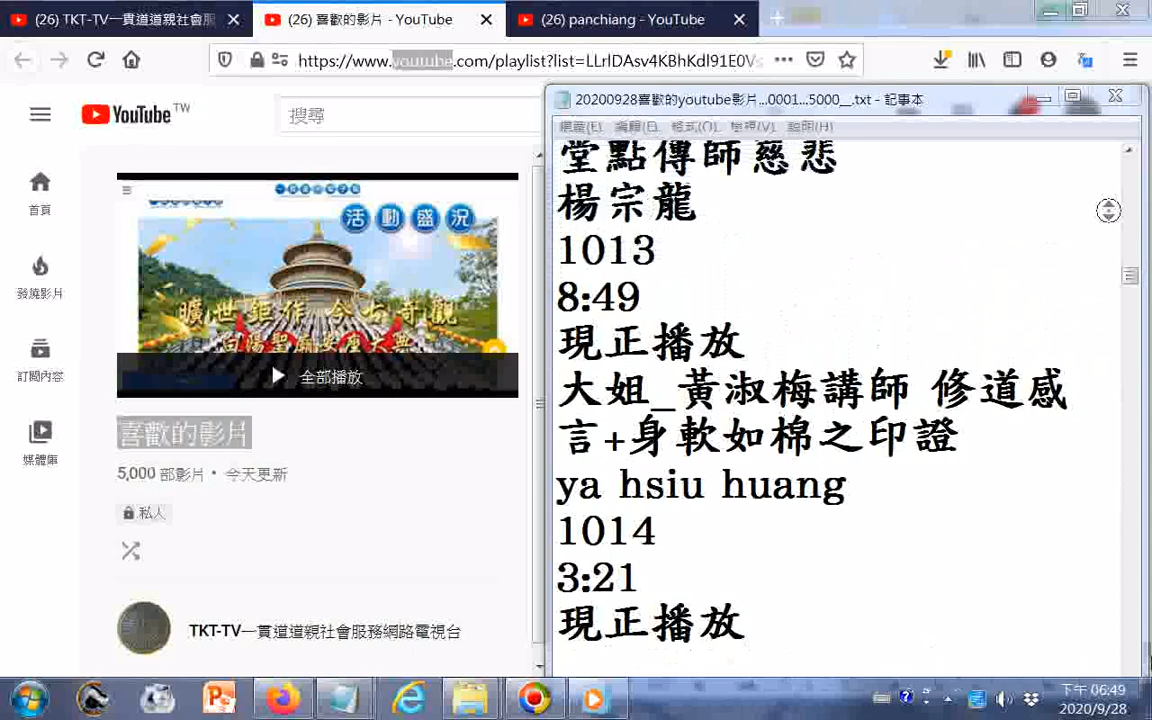 (26) TKT-TV一貫道道親社會服
(26) 喜歡的影片 - YouTube
(26) panchiang - YouTube
https://www.youtube.com/playlist?list=LLrlDAsv4KBhKdl91E0Vs
YouTube TW
搜尋
首頁
發燒影片
訂閱內容
媒體庫
活動盛況
曠世鉅作 今古奇觀
全部播放
喜歡的影片
5,000 部影片 • 今天更新
私人
TKT-TV一貫道道親社會服務網路電視台
20200928喜歡的youtube影片...0001...5000__.txt - 記事本
檔案(F) 編輯(E) 格式(O) 檢視(V) 說明(H)
堂點傳師慈悲
楊宗龍
1013
8:49
現正播放
大姐_黃淑梅講師 修道感
言+身軟如棉之印證
ya hsiu huang
1014
3:21
現正播放
下午 06:49
2020/9/28